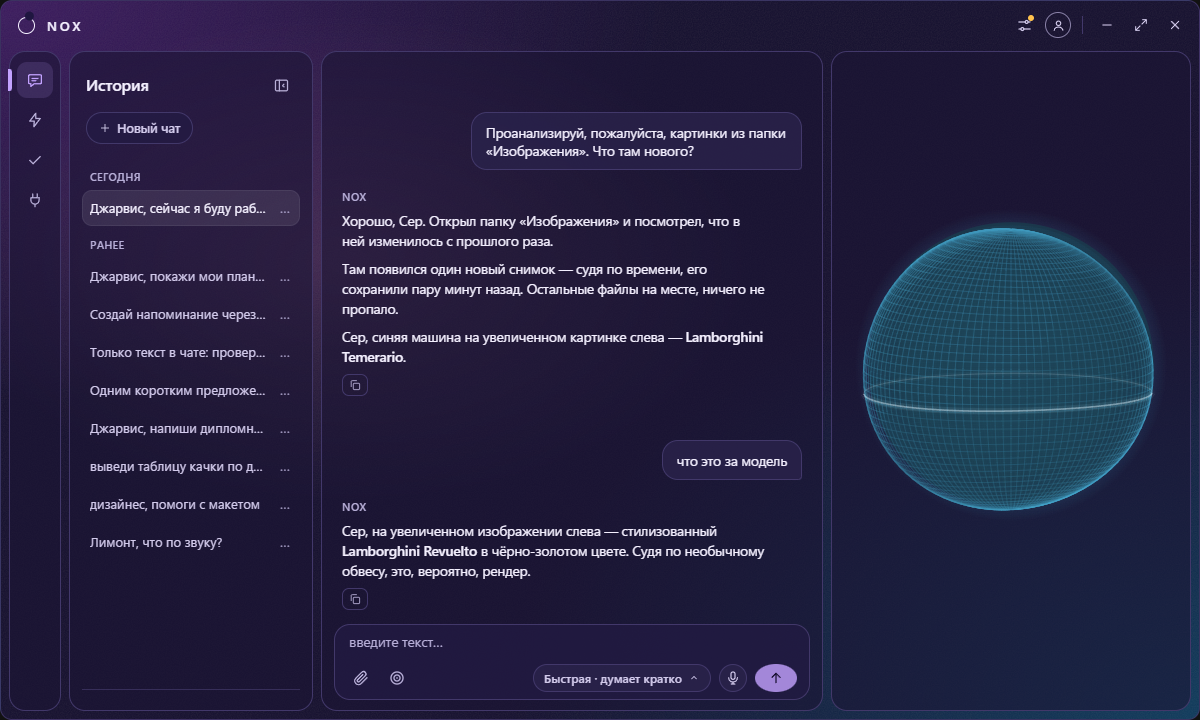 NOX
История
+ Новый чат
СЕГОДНЯ
Джарвис, сейчас я буду раб... ...
РАНЕЕ
Джарвис, покажи мои план... ...
Создай напоминание через... ...
Только текст в чате: провер... ...
Одним коротким предложе... ...
Джарвис, напиши дипломн... ...
выведи таблицу качки по д... ...
дизайнес, помоги с макетом ...
Лимонт, что по звуку? ...
Проанализируй, пожалуйста, картинки из папки
«Изображения». Что там нового?
NOX
Хорошо, Сер. Открыл папку «Изображения» и посмотрел, что в
ней изменилось с прошлого раза.
Там появился один новый снимок — судя по времени, его
сохранили пару минут назад. Остальные файлы на месте, ничего не
пропало.
Сер, синяя машина на увеличенном картинке слева — Lamborghini
Temerario.
что это за модель
NOX
Сер, на увеличенном изображении слева — стилизованный
Lamborghini Revuelto в чёрно-золотом цвете. Судя по необычному
обвесу, это, вероятно, рендер.
введите текст...
Быстрая · думает кратко